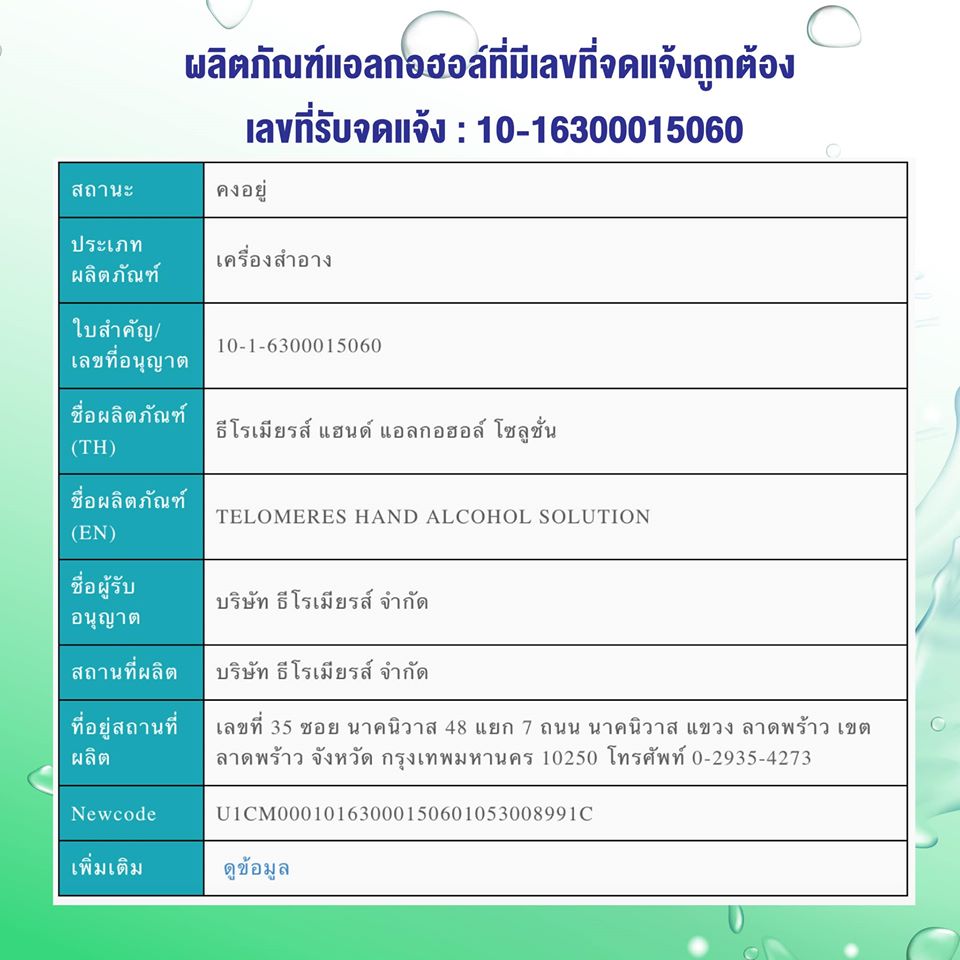 ผลิตภัณฑ์แอลกอฮอล์ที่มีเลขที่จดแจ้งถูกต้อง
เลขที่รับจดแจ้ง : 10-16300015060
สถานะ
คงอยู่
ประเภท
ผลิตภัณฑ์
เครื่องสำอาง
ใบสำคัญ/
เลขที่อนุญาต
10-1-6300015060
ชื่อผลิตภัณฑ์
(TH)
ธีโรเมียรส์ แฮนด์ แอลกอฮอล์ โซลูชั่น
ชื่อผลิตภัณฑ์
(EN)
TELOMERES HAND ALCOHOL SOLUTION
ชื่อผู้รับ
อนุญาต
บริษัท ธีโรเมียรส์ จำกัด
สถานที่ผลิต
บริษัท ธีโรเมียรส์ จำกัด
ที่อยู่สถานที่
ผลิต
เลขที่ 35 ซอย นาคนิวาส 48 แยก 7 ถนน นาคนิวาส แขวง ลาดพร้าว เขต
ลาดพร้าว จังหวัด กรุงเทพมหานคร 10250 โทรศัพท์ 0-2935-4273
Newcode
U1CM000101630001506010530​08991C
เพิ่มเติม
ดูข้อมูล